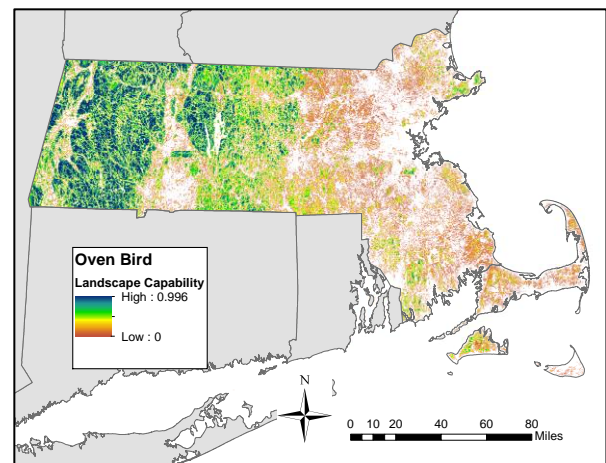 Oven Bird
Landscape Capability
High : 0.996
Low : 0
N
0 10 20 40 60 80
Miles